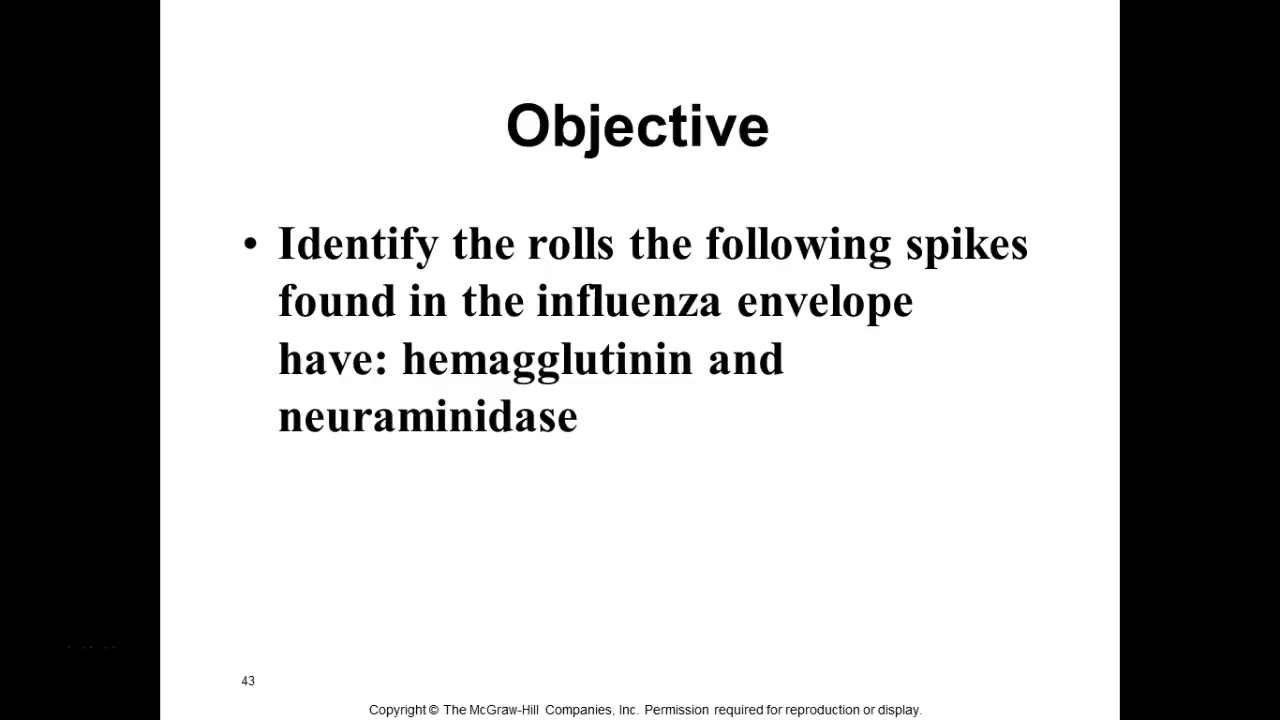 Objective
• Identify the rolls the following spikes
found in the influenza envelope
have: hemagglutinin and
neuraminidase
43
Copyright © The McGraw-Hill Companies, Inc. Permission required for reproduction or display.